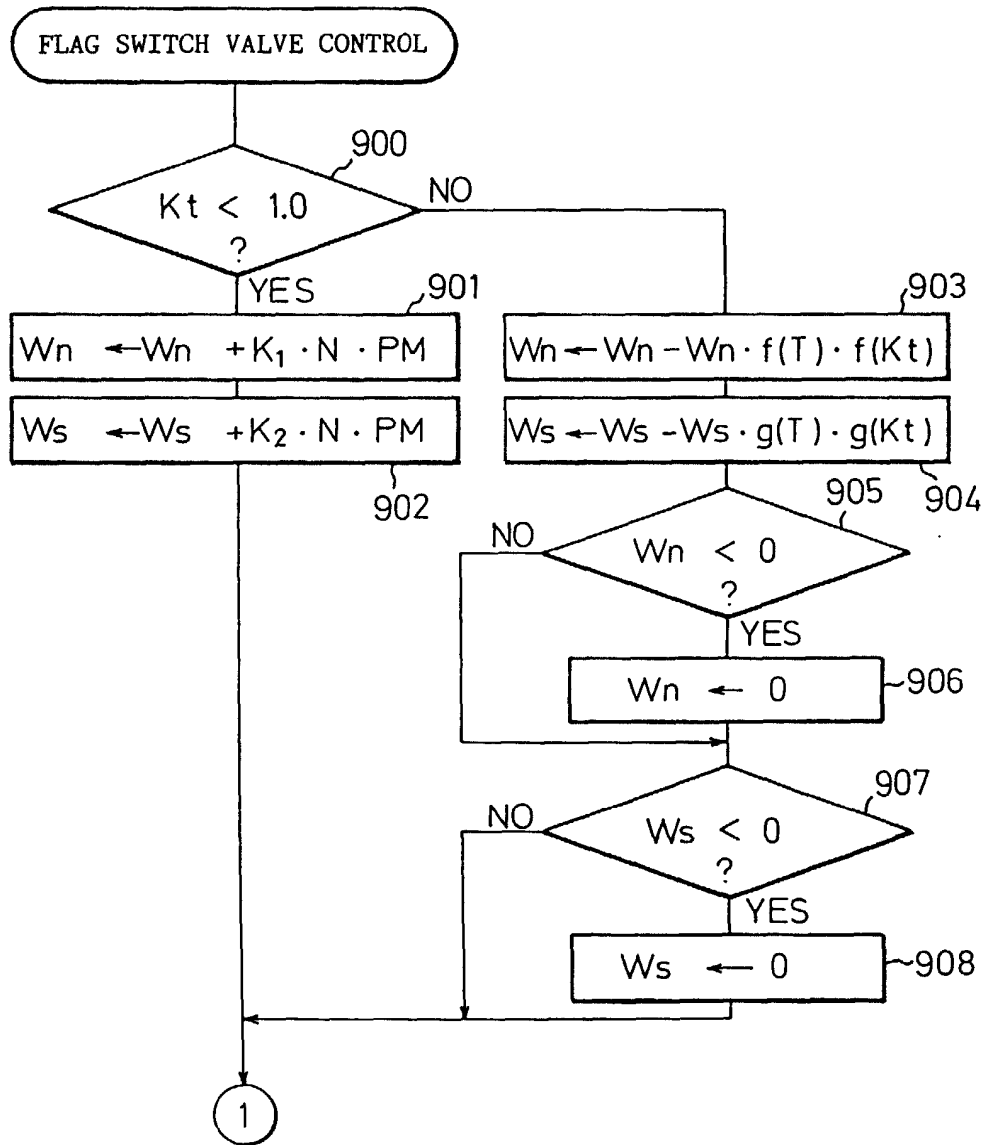 FLAG SWITCH VALVE CONTROL
900
Kt < 1.0
?
NO
YES
901
Wn ←Wn +K₁ · N · PM
Ws ←Ws +K₂ · N · PM
902
903
Wn ← Wn -Wn · f(T) · f(Kt)
Ws ← Ws -Ws · g(T) · g(Kt)
904
905
NO
Wn < 0
?
YES
Wn ← 0
906
907
NO
Ws < 0
?
YES
Ws ← 0
908
1